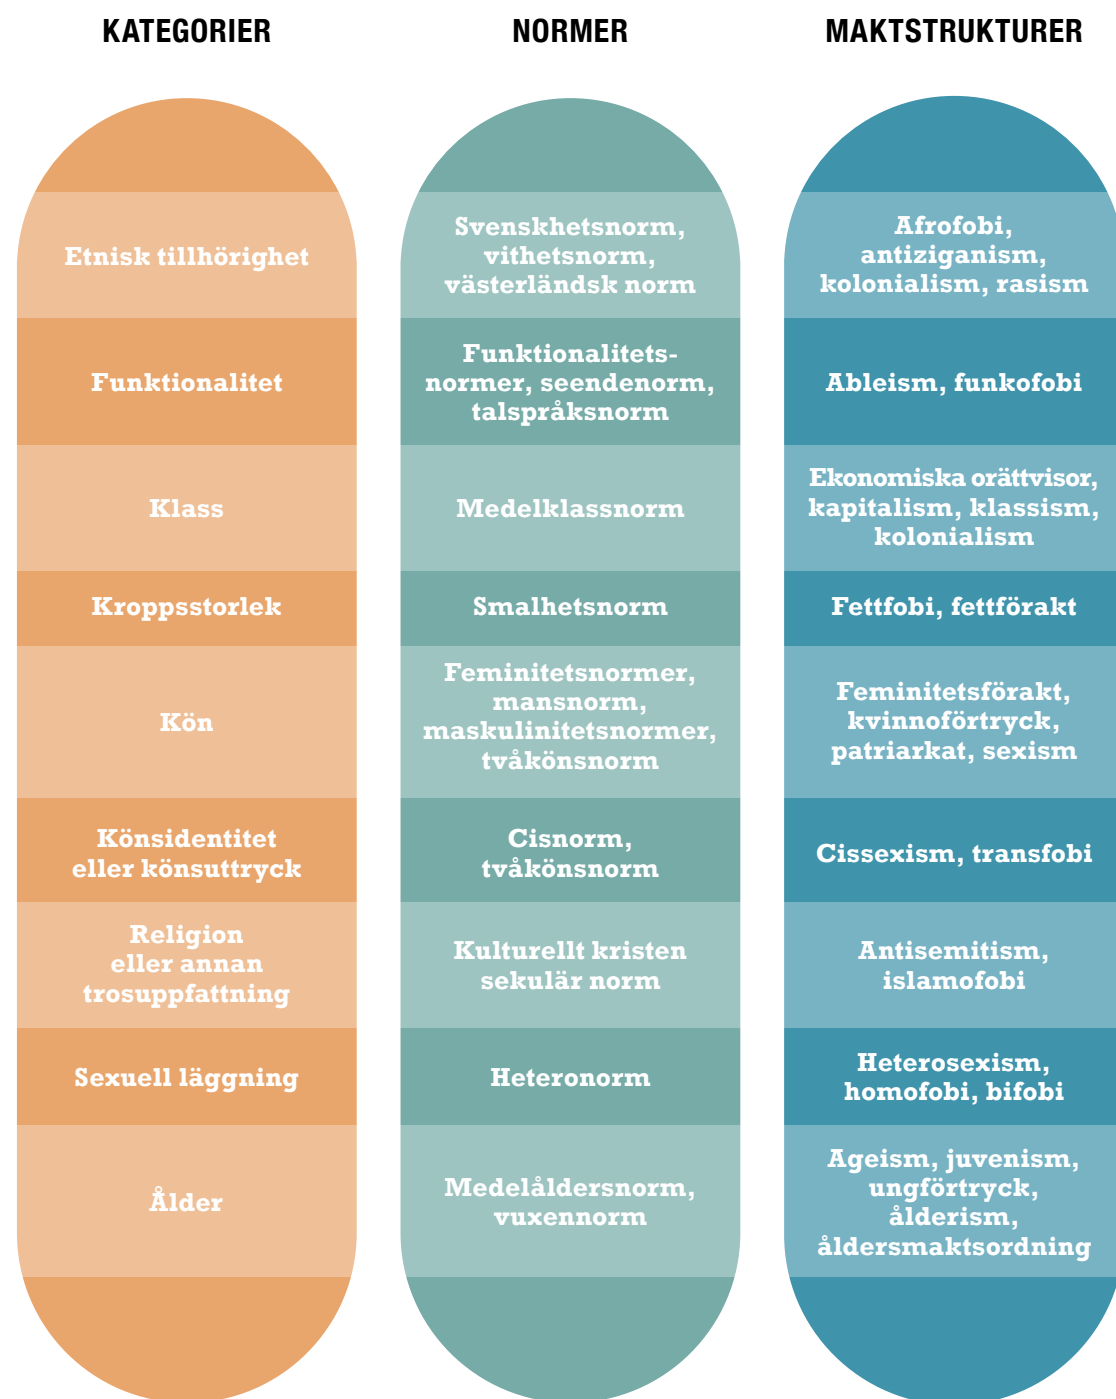 KATEGORIER
NORMER
MAKTSTRUKTURER
Etnisk tillhörighet
Svenskhetsnorm,
vithetsnorm,
västerländsk norm
Afrofobi,
antiziganism,
kolonialism, rasism
Funktionalitet
Funktionalitets-
normer, seendenorm,
talspråksnorm
Ableism, funkofobi
Klass
Medelklassnorm
Ekonomiska orättvisor,
kapitalism, klassism,
kolonialism
Kroppsstorlek
Smalhetsnorm
Fettfobi, fettförakt
Kön
Feminitetsnormer,
mansnorm,
maskulinitetsnormer,
tvåkönsnorm
Feminitetsförakt,
kvinnoförtryck,
patriarkat, sexism
Könsidentitet
eller könsuttryck
Cisnorm,
tvåkönsnorm
Cissexism, transfobi
Religion
eller annan
trosuppfattning
Kulturellt kristen
sekulär norm
Antisemitism,
islamofobi
Sexuell läggning
Heteronorm
Heterosexism,
homofobi, bifobi
Ålder
Medelåldersnorm,
vuxennorm
Ageism, juvenism,
ungförtryck,
ålderism,
åldersmaktsordning